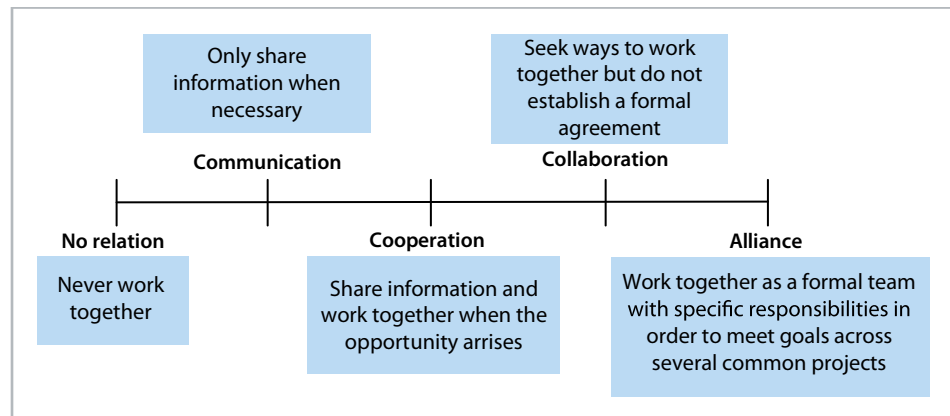 Only share
information when
necessary
Seek ways to work
together but do not
establish a formal
agreement
Communication
Collaboration
No relation
Cooperation
Alliance
Never work
together
Share information and
work together when the
opportunity arrises
Work together as a formal team
with specific responsibilities in
order to meet goals across
several common projects